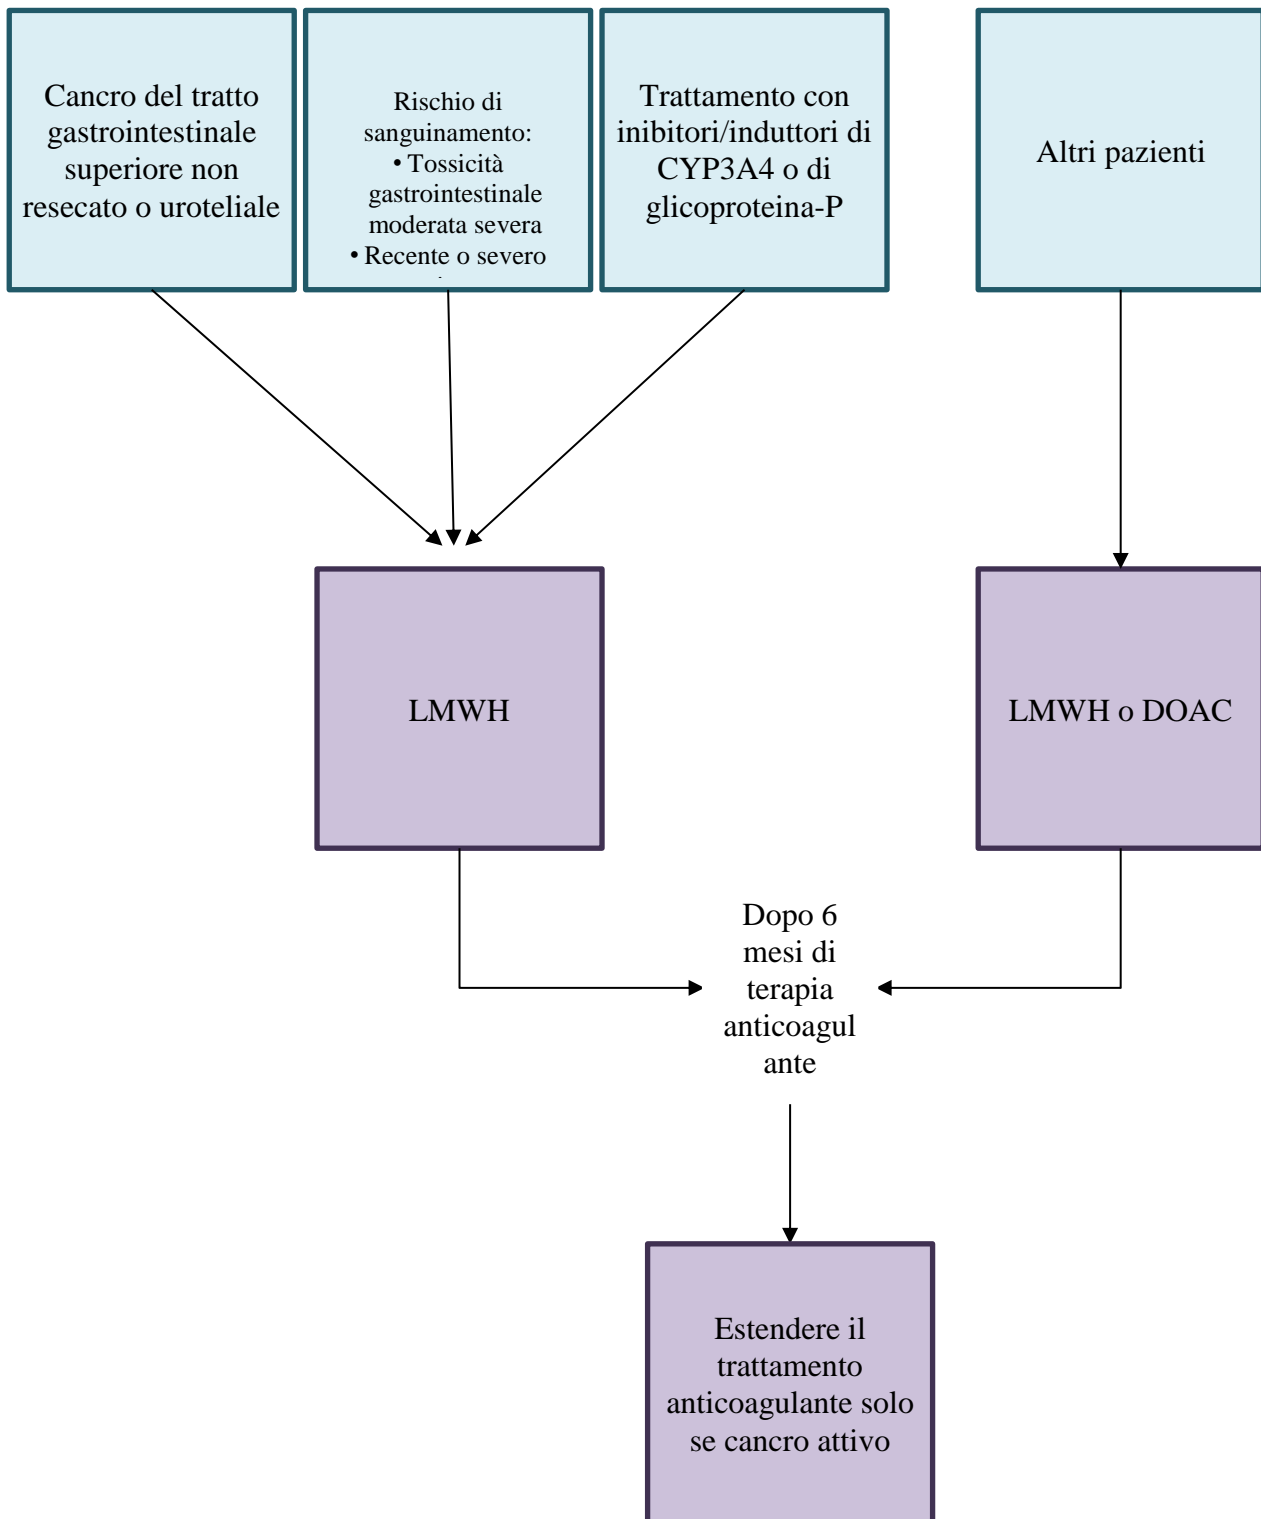 Cancro del tratto
gastrointestinale
superiore non
resecato o uroteliale
Rischio di
sanguinamento:
• Tossicità
gastrointestinale
moderata severa
• Recente o severo
Trattamento con
inibitori/induttori di
CYP3A4 o di
glicoproteina-P
Altri pazienti
LMWH
LMWH o DOAC
Dopo 6
mesi di
terapia
anticoagul
ante
Estendere il
trattamento
anticoagulante solo
se cancro attivo